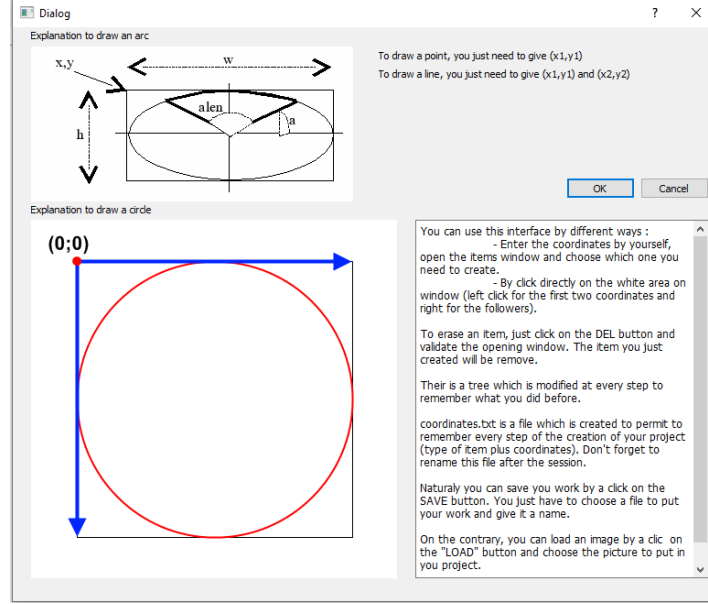 Dialog
?
Explanation to draw an arc
To draw a point, you just need to give (x1,y1)
To draw a line, you just need to give (x1,y1) and (x2,y2)
x,y
w
alen
a
h
OK
Cancel
Explanation to draw a circle
(0;0)
You can use this interface by different ways :
- Enter the coordinates by yourself,
open the items window and choose which one you
need to create.
- By click directly on the white area on
window (left click for the first two coordinates and
right for the followers).
To erase an item, just click on the DEL button and
validate the opening window. The item you just
created will be remove.
Their is a tree which is modified at every step to
remember what you did before.
coordinates.txt is a file which is created to permit to
remember every step of the creation of your project
(type of item plus coordinates). Don't forget to
rename this file after the session.
Naturaly you can save you work by a click on the
SAVE button. You just have to choose a file to put
your work and give it a name.
On the contrary, you can load an image by a clic on
the "LOAD" button and choose the picture to put in
you project.